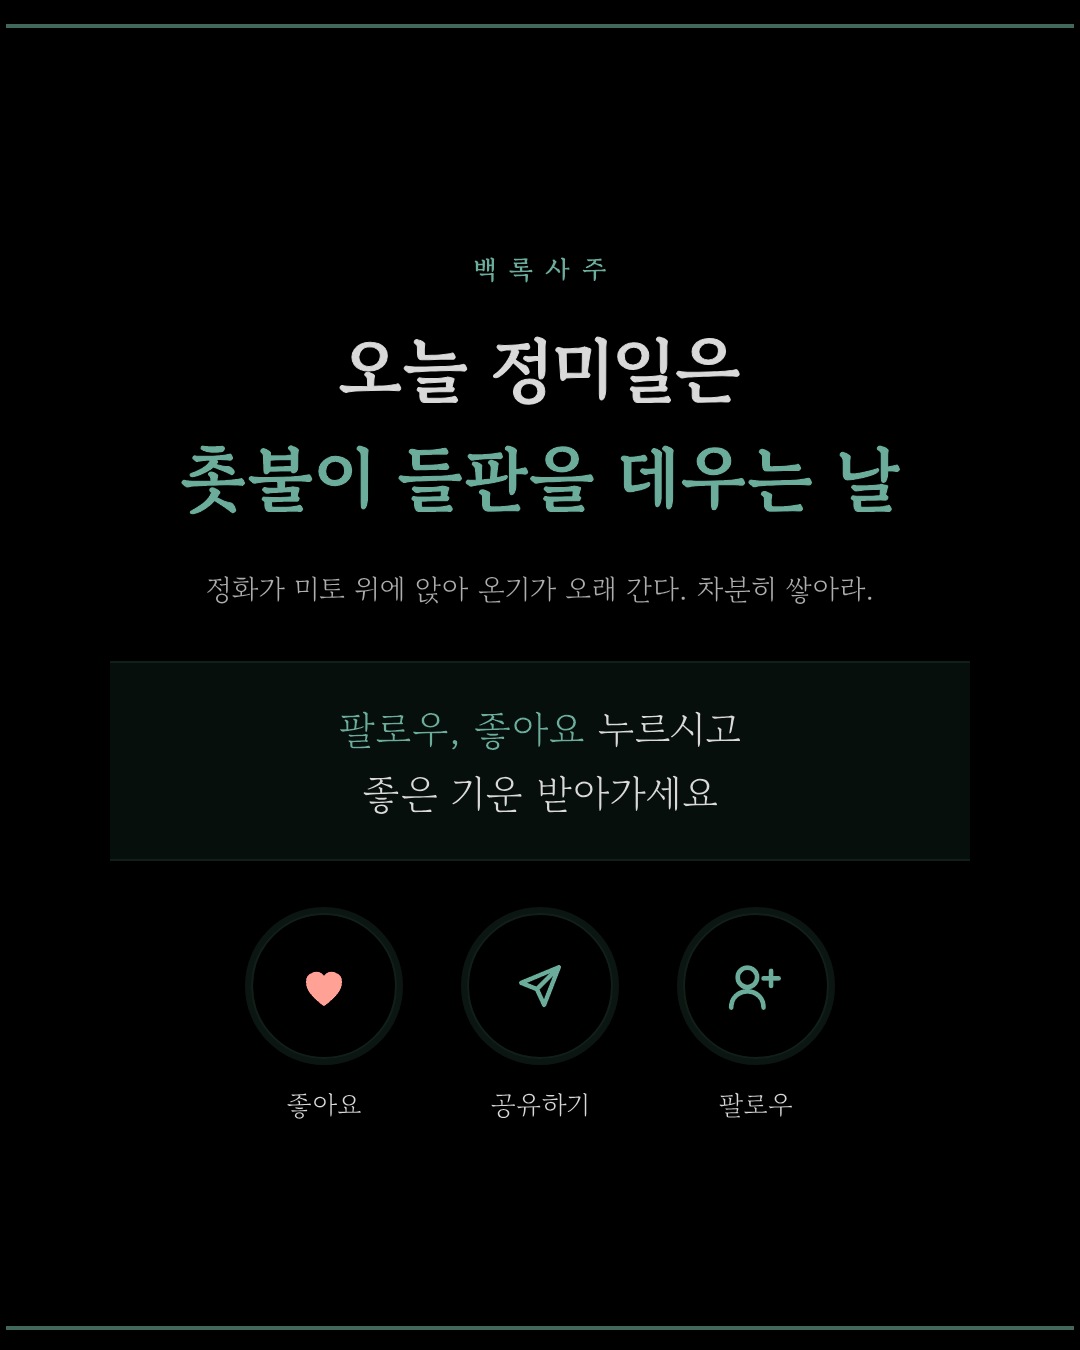 백록사주
오늘 정미일은
촛불이 들판을 데우는 날
정화가 미토 위에 앉아 온기가 오래 간다. 차분히 쌓아라.
팔로우, 좋아요 누르시고
좋은 기운 받아가세요
좋아요
공유하기
팔로우